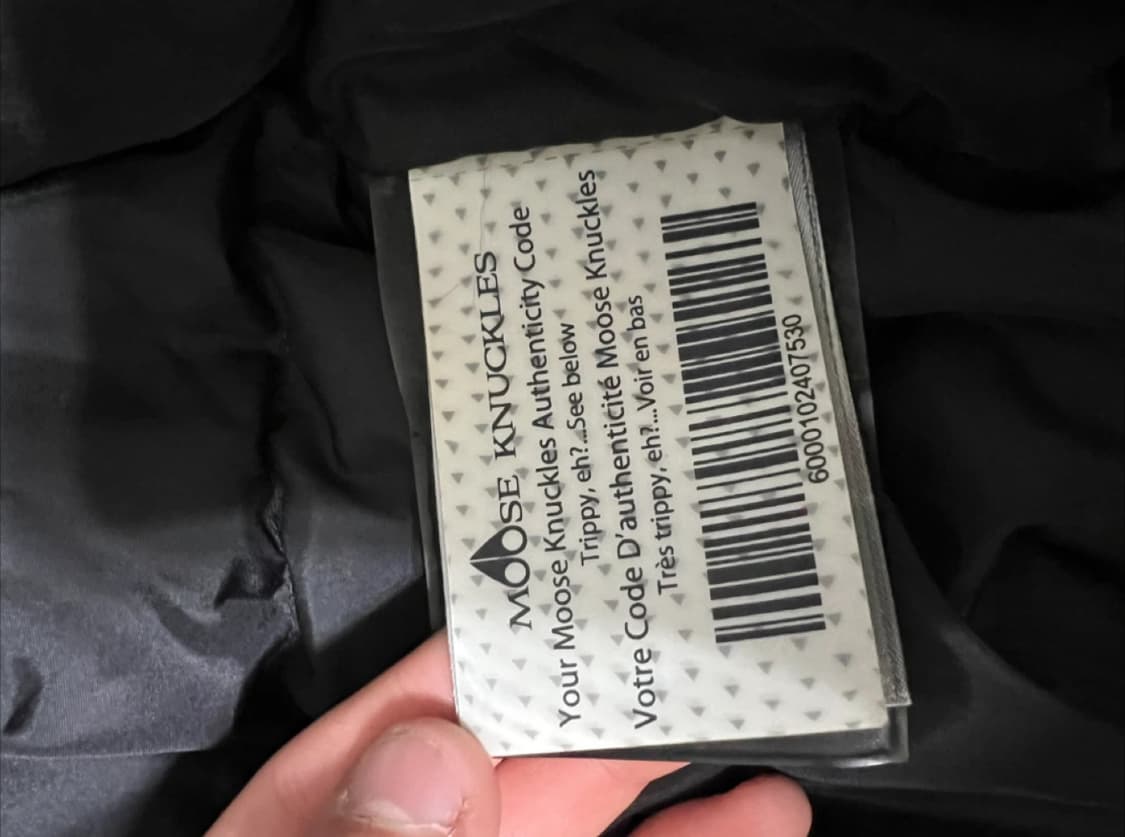 MOOSE KNUCKLES
Your Moose Knuckles Authenticity Code
Trippy, eh?...See below
Votre Code D'authenticité Moose Knuckles
Très trippy, eh?...Voir en bas
6000102407530